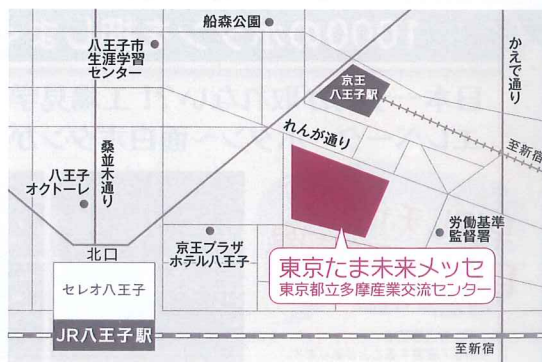 船森公園
八王子市
生涯学習
センター
かえで通り
京王
八王子駅
れんが通り
至新宿
桑並木通り
八王子
オクトーレ
労働基準
監督署
京王プラザ
ホテル八王子
北口
東京たま未来メッセ
東京都立多摩産業交流センター
セレオ八王子
JR八王子駅
至新宿